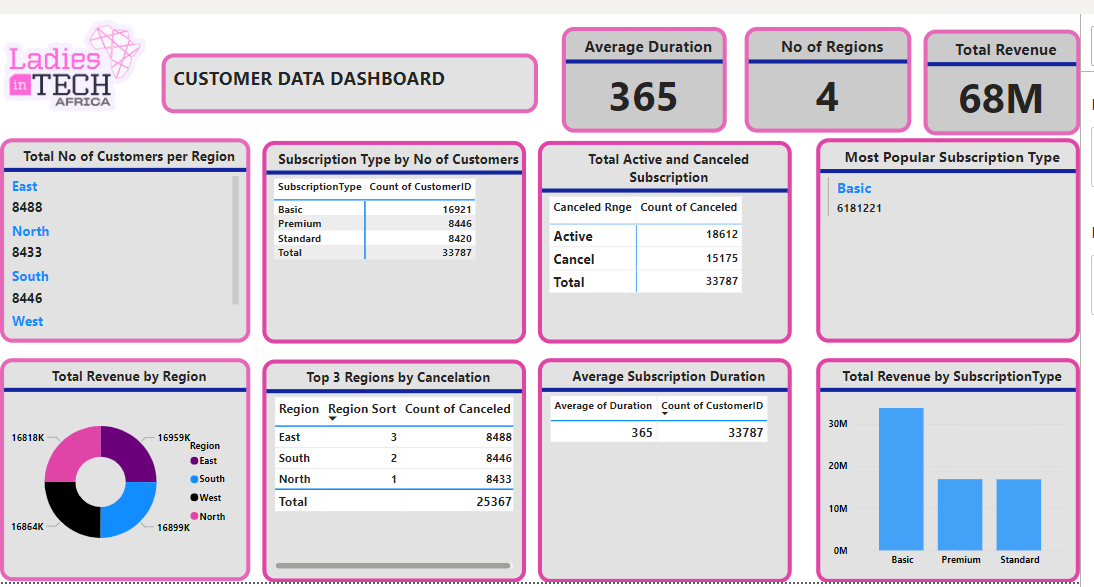 Ladies
in TECH
AFRICA
CUSTOMER DATA DASHBOARD
Average Duration
365
No of Regions
4
Total Revenue
68M
Total No of Customers per Region
East
8488
North
8433
South
8446
West
Subscription Type by No of Customers
SubscriptionType Count of CustomerID
Basic 16921
Premium 8446
Standard 8420
Total 33787
Total Active and Canceled
Subscription
Canceled Rnge Count of Canceled
Active 18612
Cancel 15175
Total 33787
Most Popular Subscription Type
Basic
6181221
Total Revenue by Region
16818K
16959K
16864K
16899K
Region
East
South
West
North
Top 3 Regions by Cancelation
Region Region Sort Count of Canceled
East 3 8488
South 2 8446
North 1 8433
Total 25367
Average Subscription Duration
Average of Duration Count of CustomerID
365 33787
Total Revenue by SubscriptionType
30M
20M
10M
0M
Basic Premium Standard